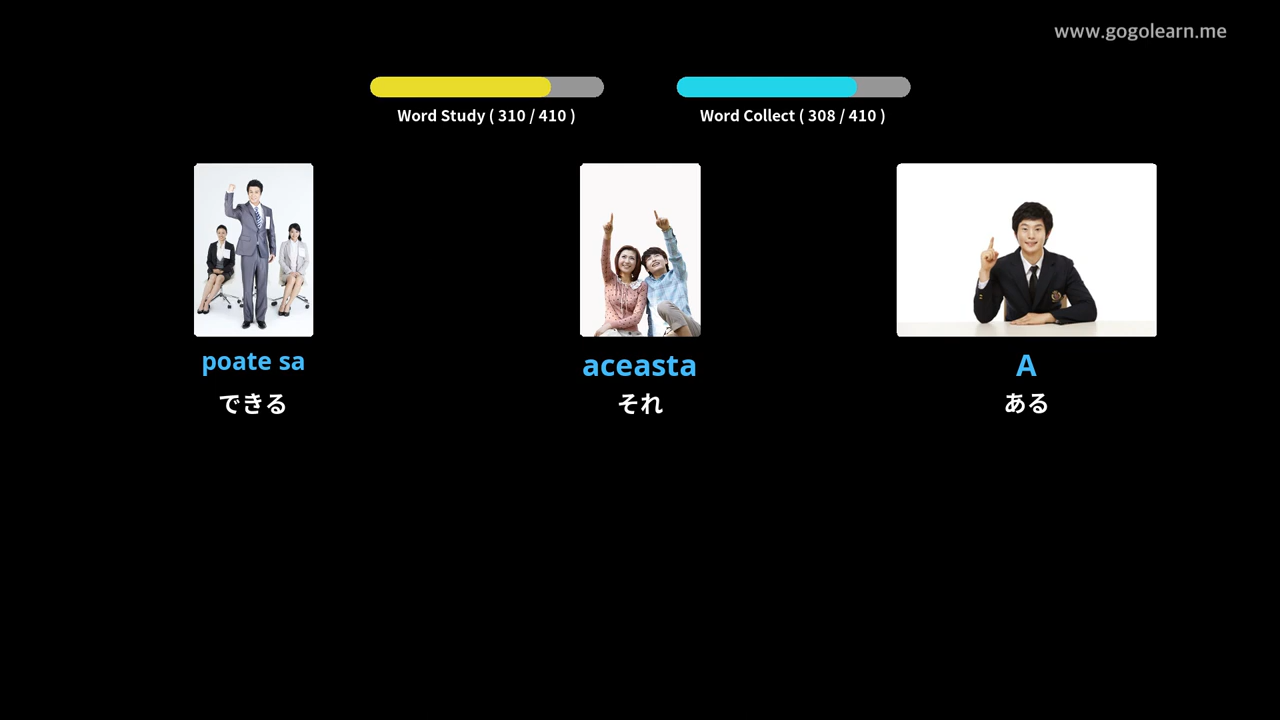 www.gogolearn.me
Word Study ( 310 / 410 )
Word Collect ( 308 / 410 )
poate sa
できる
aceasta
それ
A
ある